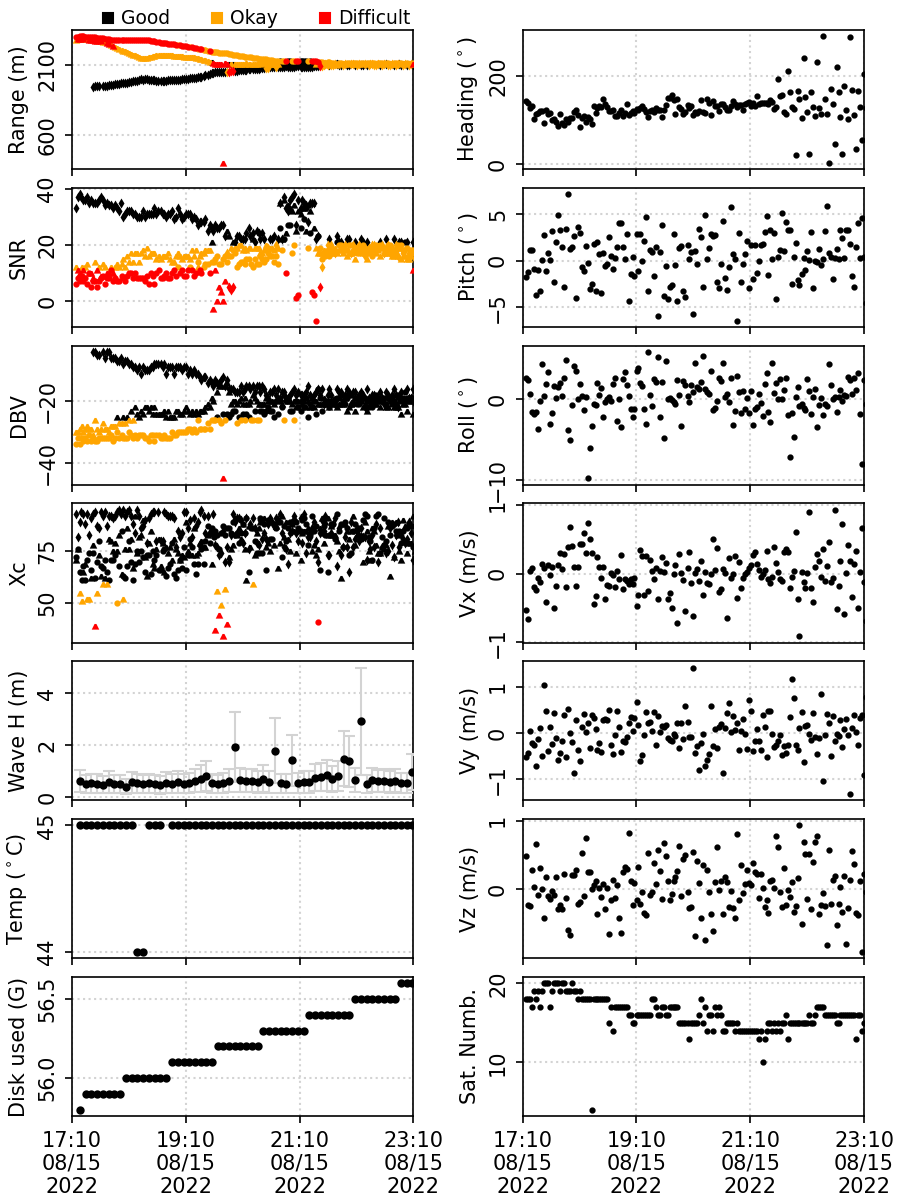 Good Okay Difficult
Range (m)
2100
600
Heading (°)
200
0
SNR
40
20
0
Pitch (°)
5
0
−5
DBV
−20
−40
Roll (°)
0
−10
Xc
75
50
Vx (m/s)
1
0
−1
Wave H (m)
4
2
0
Vy (m/s)
1
0
−1
Temp (°C)
45
44
Vz (m/s)
1
0
Disk used (G)
56.5
56.0
Sat. Numb.
20
10
17:10 19:10 21:10 23:10 17:10 19:10 21:10 23:10
08/15 08/15 08/15 08/15 08/15 08/15 08/15 08/15
2022 2022 2022 2022 2022 2022 2022 2022